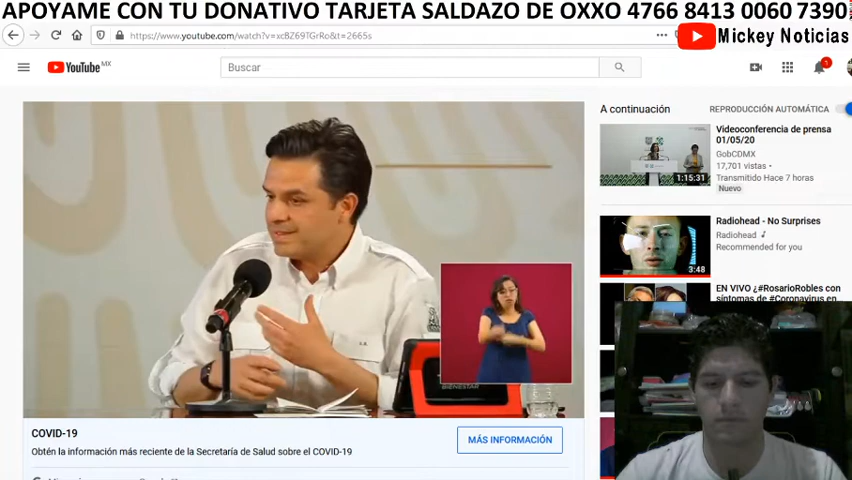 APOYAME CON TU DONATIVO TARJETA SALDAZO DE OXXO 4766 8413 0060 7390
https://www.youtube.com/watch?v=xcBZ69TGrRo&t=2665s
Mickey Noticias
YouTube MX
Buscar
1
A continuación
REPRODUCCIÓN AUTOMÁTICA
Videoconferencia de prensa
01/05/20
GobCDMX
17,701 vistas •
Transmitido Hace 7 horas
Nuevo
1:15:31
Radiohead - No Surprises
Radiohead
Recommended for you
3:48
EN VIVO ¿#RosarioRobles con
síntomas de #Coronavirus en
BIENESTAR
COVID-19
Obtén la información más reciente de la Secretaría de Salud sobre el COVID-19
MÁS INFORMACIÓN